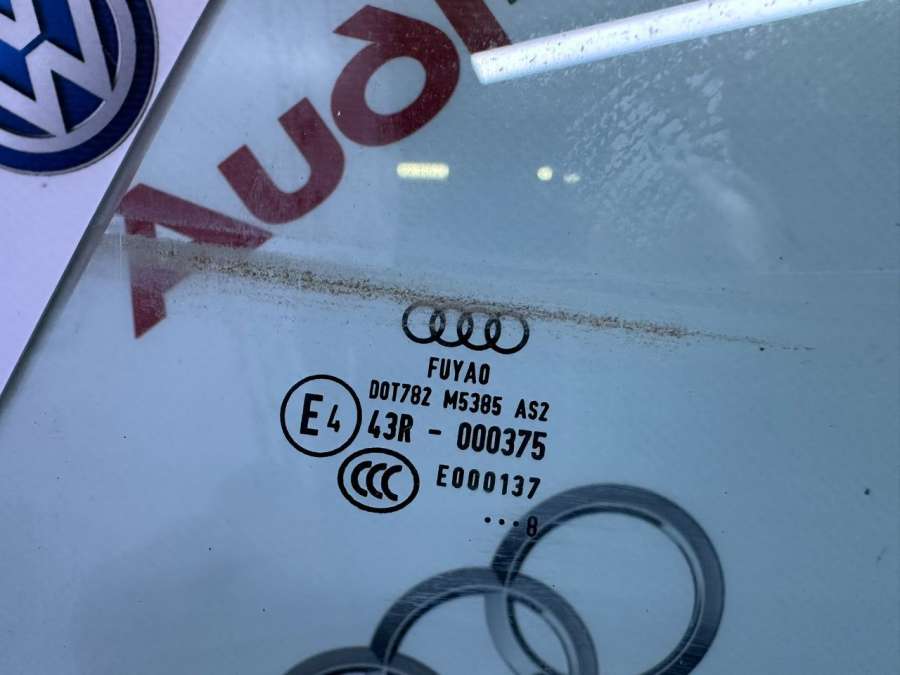 Audi
FUYAO
DOT782 M5385 AS2
E4 43R - 000375
CCC E000137
...8